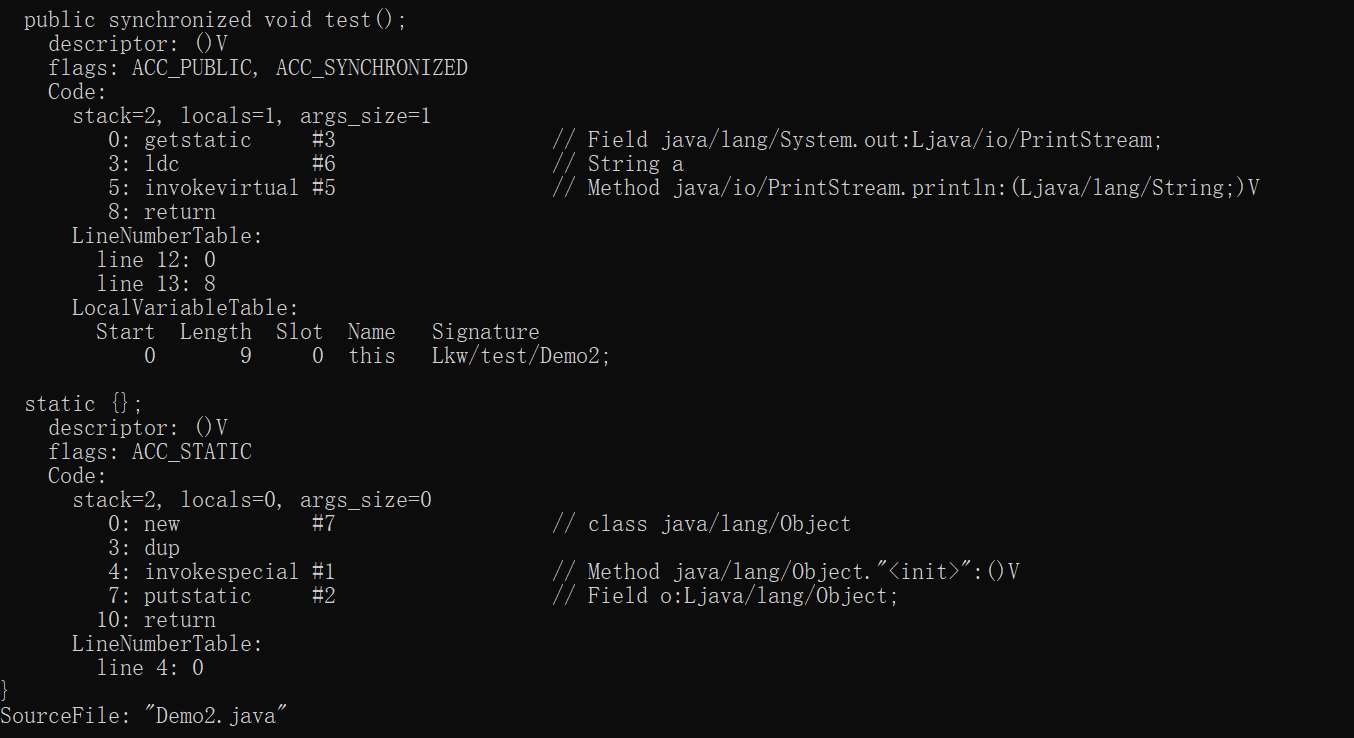 public synchronized void test();
descriptor: ()V
flags: ACC_PUBLIC, ACC_SYNCHRONIZED
Code:
stack=2, locals=1, args_size=1
0: getstatic #3 // Field java/lang/System.out:Ljava/io/PrintStream;
3: ldc #6 // String a
5: invokevirtual #5 // Method java/io/PrintStream.println:(Ljava/lang/String;)V
8: return
LineNumberTable:
line 12: 0
line 13: 8
LocalVariableTable:
Start Length Slot Name Signature
0 9 0 this Lkw/test/Demo2;
static {};
descriptor: ()V
flags: ACC_STATIC
Code:
stack=2, locals=0, args_size=0
0: new #7 // class java/lang/Object
3: dup
4: invokespecial #1 // Method java/lang/Object."<init>":()V
7: putstatic #2 // Field o:Ljava/lang/Object;
10: return
LineNumberTable:
line 4: 0
}
SourceFile: "Demo2.java"